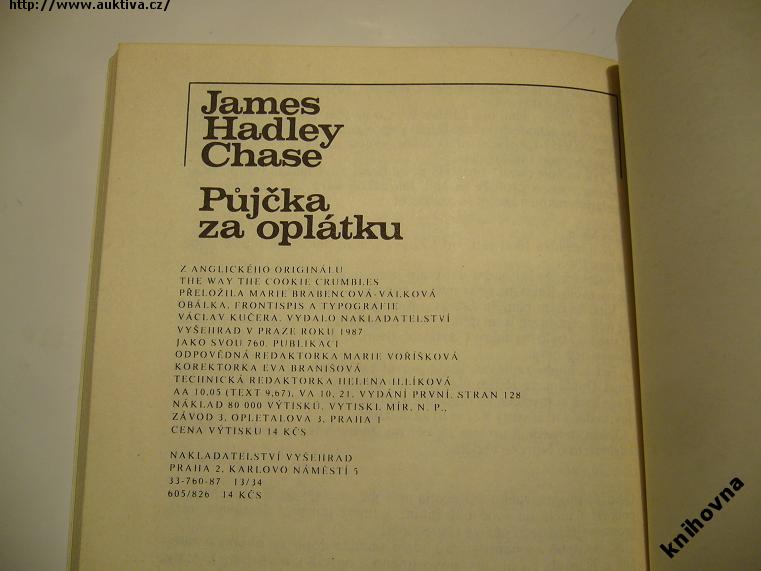 http://www.auktiva.cz/
James
Hadley
Chase
Půjčka
za oplátku
Z ANGLICKÉHO ORIGINÁLU
THE WAY THE COOKIE CRUMBLES
PŘELOŽILA MARIE BRABENCOVÁ-VÁLKOVÁ
OBÁLKA, FRONTISPIS A TYPOGRAFIE
VÁCLAV KUČERA. VYDALO NAKLADATELSTVÍ
VYŠEHRAD V PRAZE ROKU 1987
JAKO SVOU 760. PUBLIKACI
ODPOVĚDNÁ REDAKTORKA MARIE VOŘÍŠKOVÁ
KOREKTORKA EVA BRANIŠOVÁ
TECHNICKÁ REDAKTORKA HELENA ILLÍKOVÁ
AA 10,05 (TEXT 9,67), VA 10, 21, VYDÁNÍ PRVNÍ, STRAN 128
NÁKLAD 80 000 VÝTISKŮ. VYTISKL MÍR, N. P.,
ZÁVOD 3, OPLETALOVA 3, PRAHA 1
CENA VÝTISKU 14 KČS
NAKLADATELSTVÍ VYŠEHRAD
PRAHA 2, KARLOVO NÁMĚSTÍ 5
33-760-87 13/34
605/826 14 KČS
knihovna